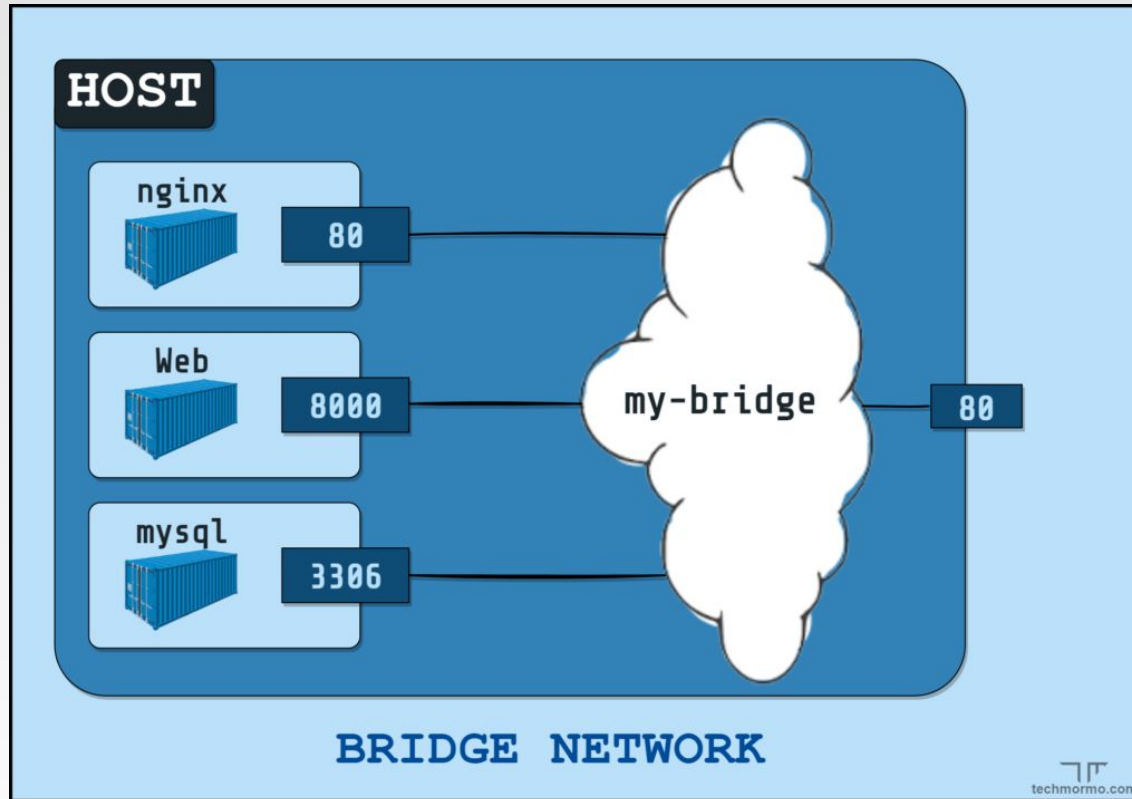 HOST
nginx
80
Web
8000
my-bridge
80
mysql
3306
BRIDGE NETWORK
techmormo.com